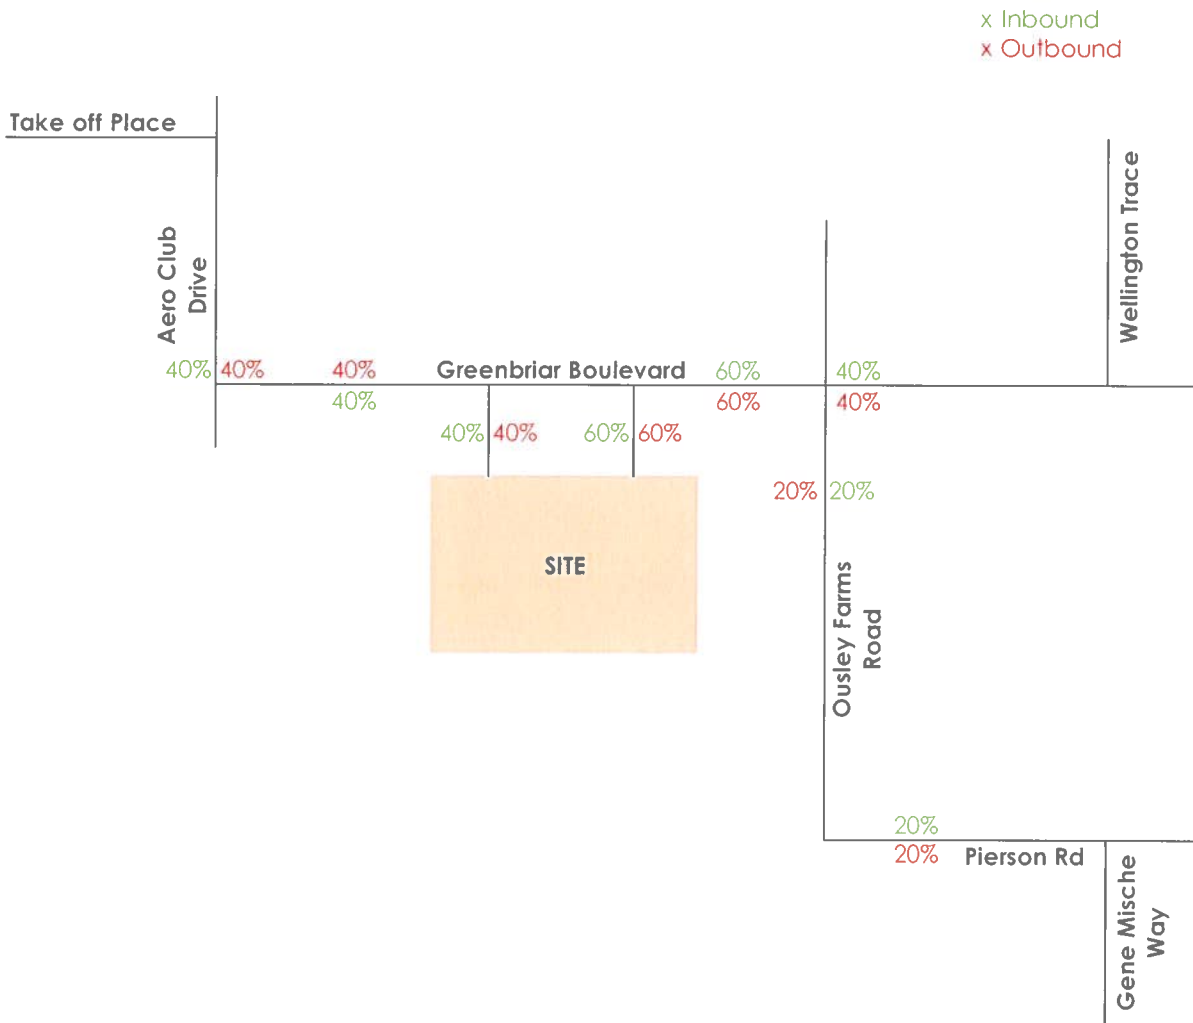 x Inbound
x Outbound
Take off Place
Wellington Trace
Aero Club
Drive
40% 40% 40% Greenbriar Boulevard 60% 40%
40% 60% 40%
40% 40% 60% 60%
20% 20%
SITE
Ousley Farms
Road
20%
20% Pierson Rd
Gene Mische
Way